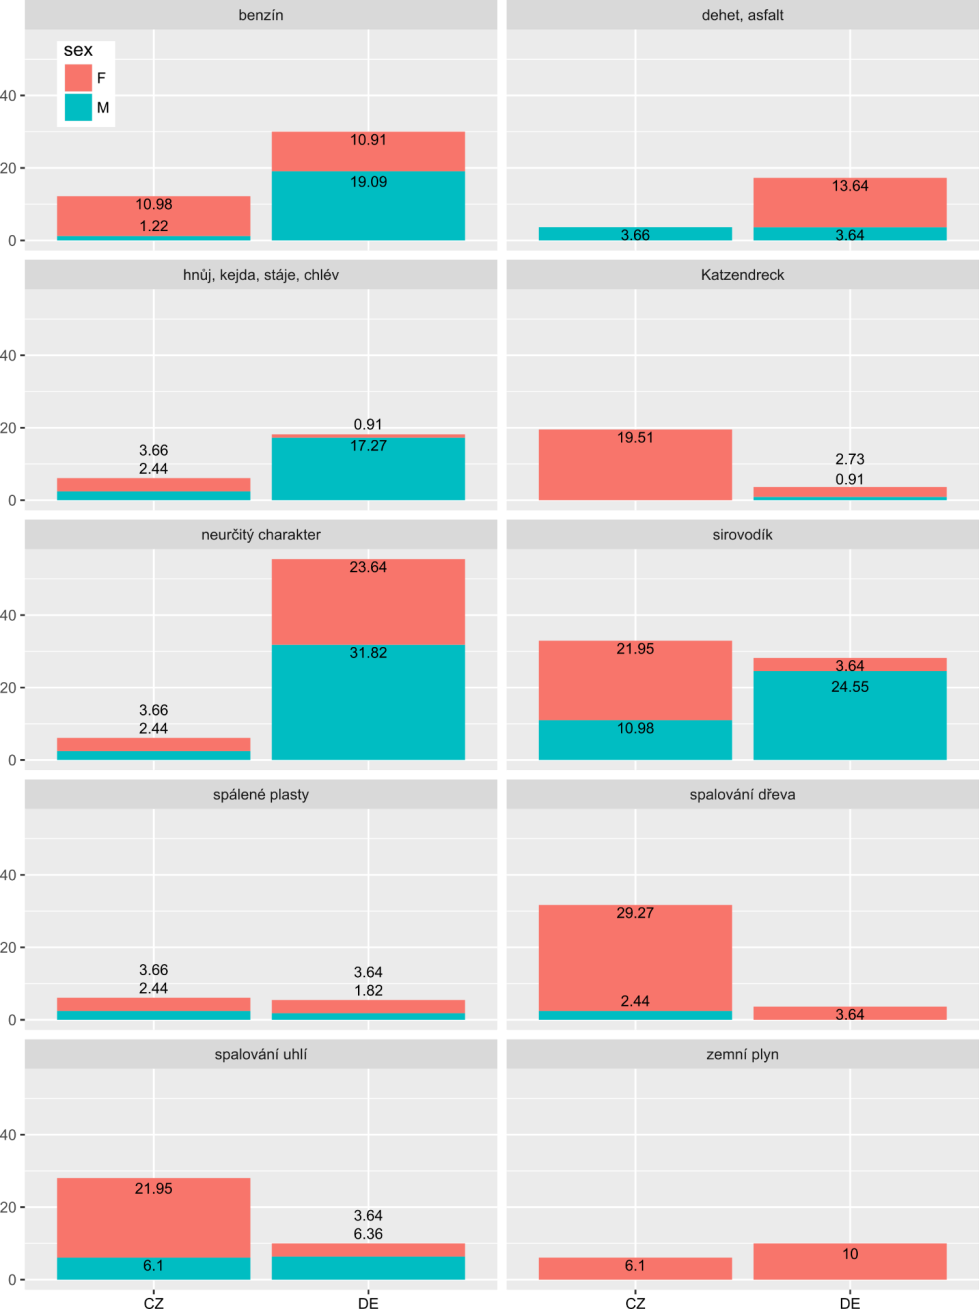 benzín
dehet, asfalt
sex
F
M
40
20
0
10.98
1.22
10.91
19.09
3.66
13.64
3.64
hnůj, kejda, stáje, chlév
Katzendreck
40
20
0
3.66
2.44
0.91
17.27
19.51
2.73
0.91
neurčitý charakter
sirovodík
40
20
0
3.66
2.44
23.64
31.82
21.95
10.98
3.64
24.55
spálené plasty
spalování dřeva
40
20
0
3.66
2.44
3.64
1.82
29.27
2.44
3.64
spalování uhlí
zemní plyn
40
20
0
21.95
6.1
3.64
6.36
6.1
10
CZ
DE
CZ
DE